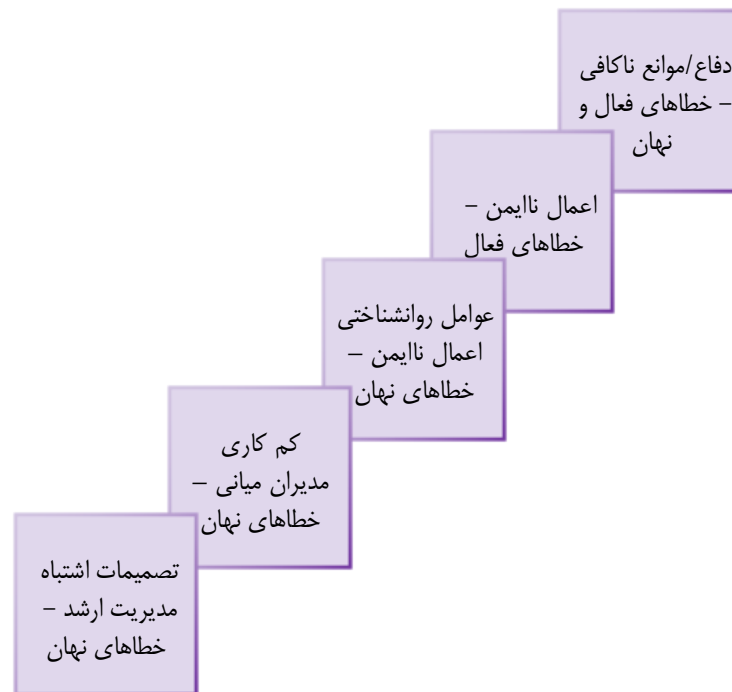 دفاع/موانع ناکافی
– خطاهای فعال و
نهان
اعمال ناایمن –
خطاهای فعال
عوامل روانشناختی
اعمال ناایمن –
خطاهای نهان
کم کاری
مدیران میانی –
خطاهای نهان
تصمیمات اشتباه
مدیریت ارشد –
خطاهای نهان